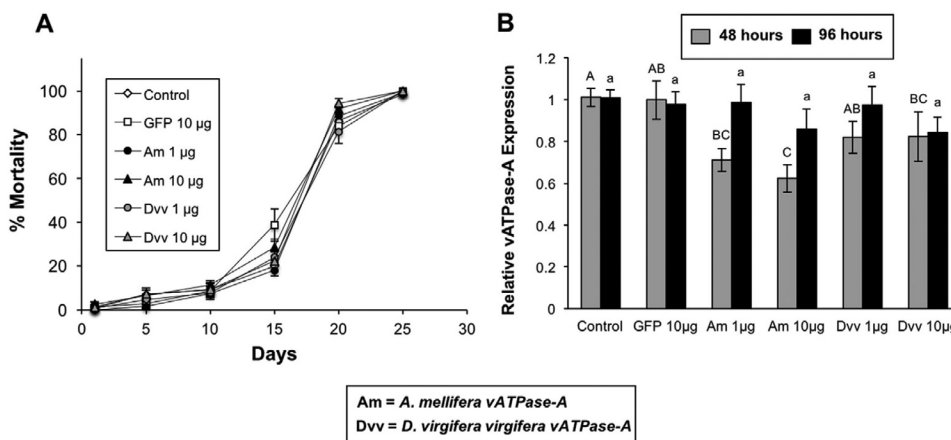 A
% Mortality
100
80
60
40
20
0
Control
GFP 10 µg
Am 1 µg
Am 10 µg
Dvv 1 µg
Dvv 10 µg
0 5 10 15 20 25 30
Days
B
48 hours 96 hours
Relative vATPase-A Expression
1.2
1
0.8
0.6
0.4
0.2
0
A a AB a BC a C a AB a BC a
Control GFP 10µg Am 1µg Am 10µg Dvv 1µg Dvv 10µg
Am = A. mellifera vATPase-A
Dvv = D. virgifera virgifera vATPase-A